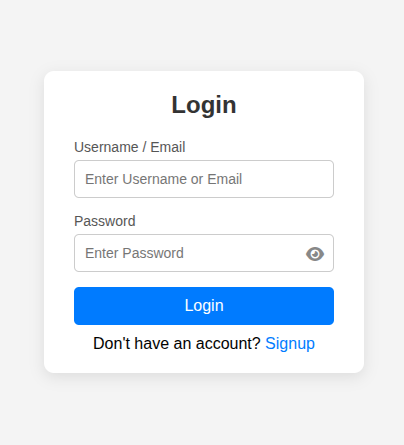 Login
Username / Email
Enter Username or Email
Password
Enter Password
Login
Don't have an account? Signup